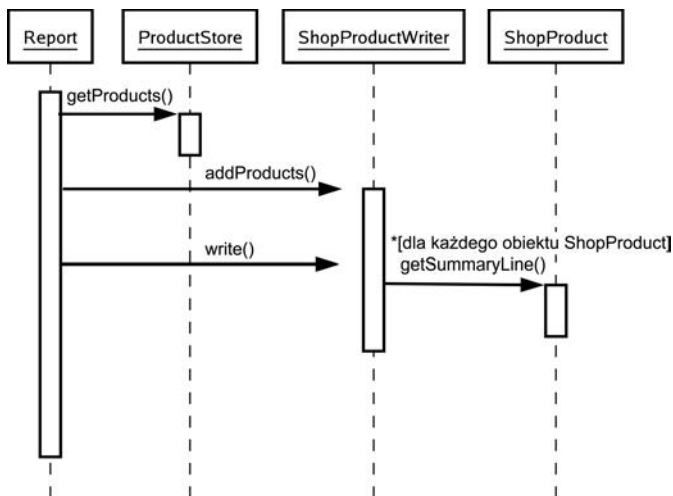 Report
ProductStore
ShopProductWriter
ShopProduct
getProducts()
addProducts()
write()
*[dla każdego obiektu ShopProduct]
getSummaryLine()